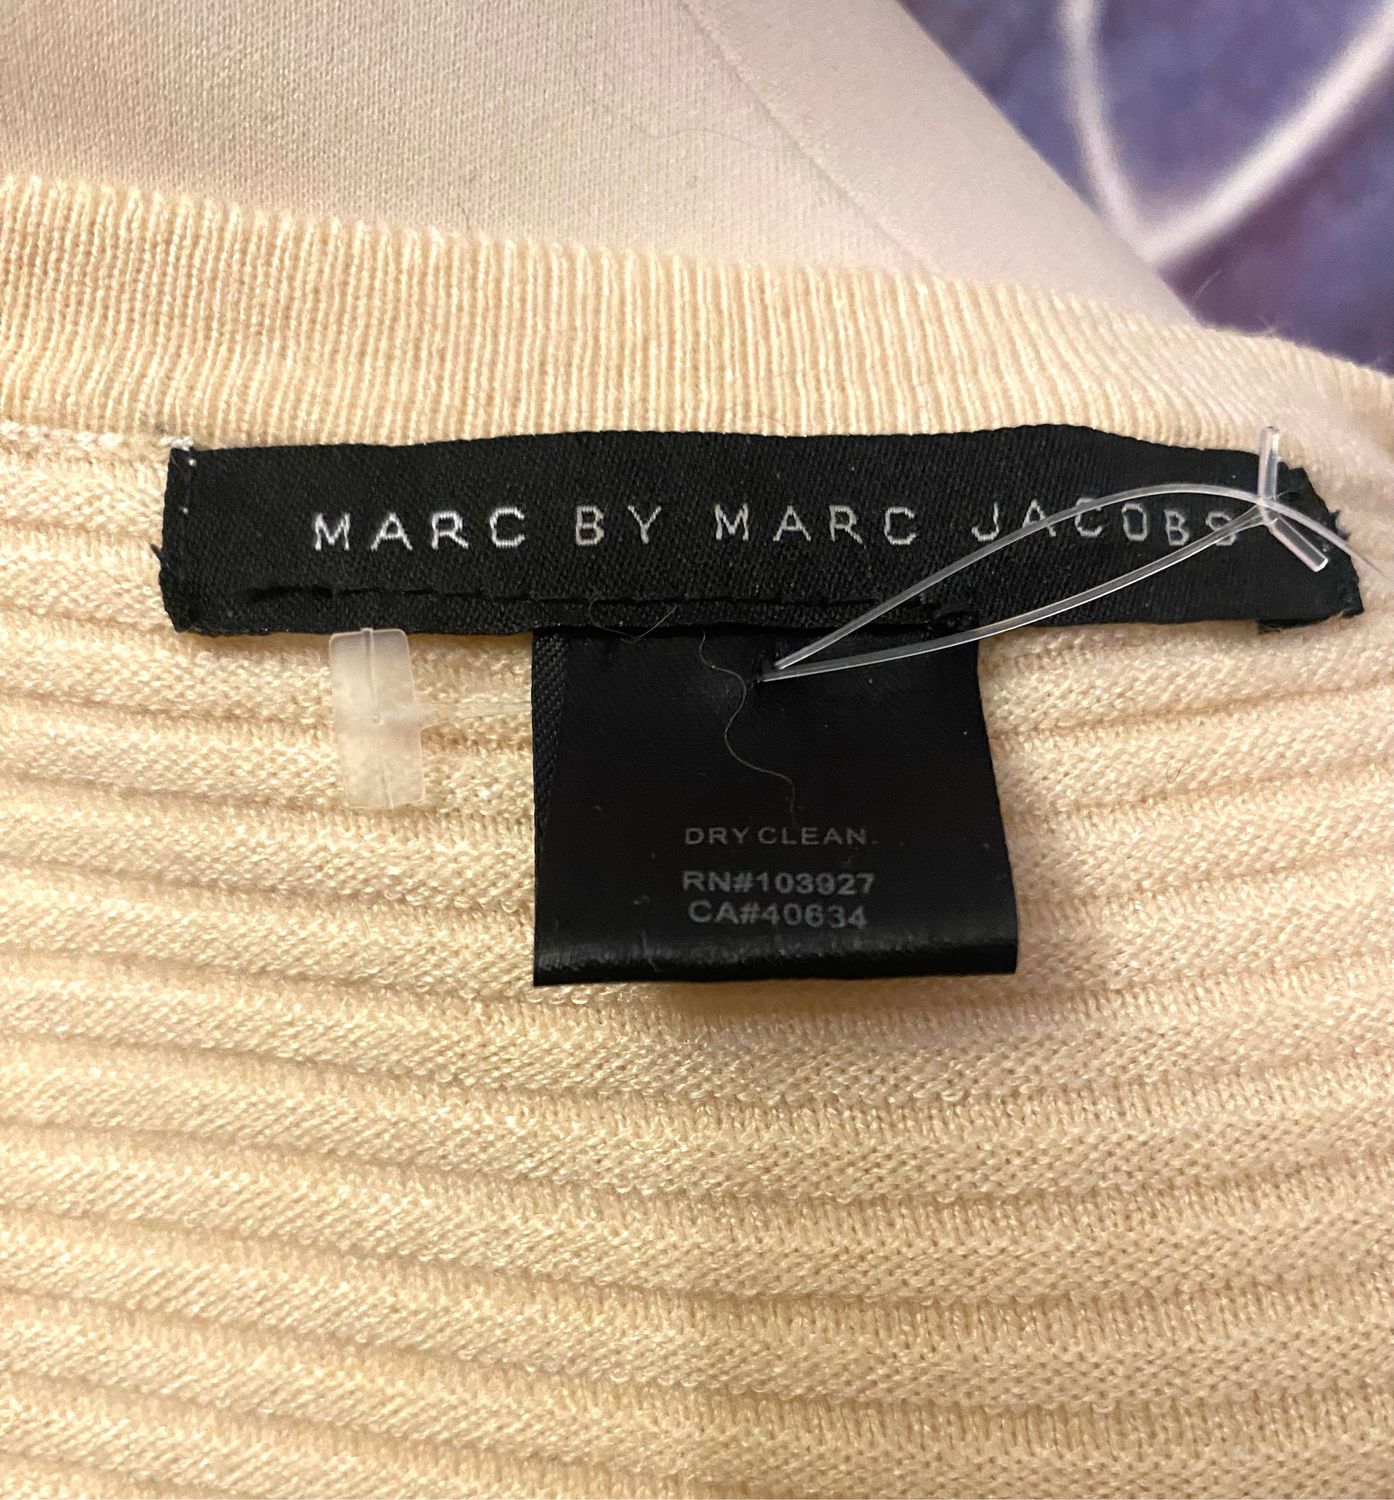 MARC BY MARC JACOBS
DRY CLEAN
RN#103927
CA#40634